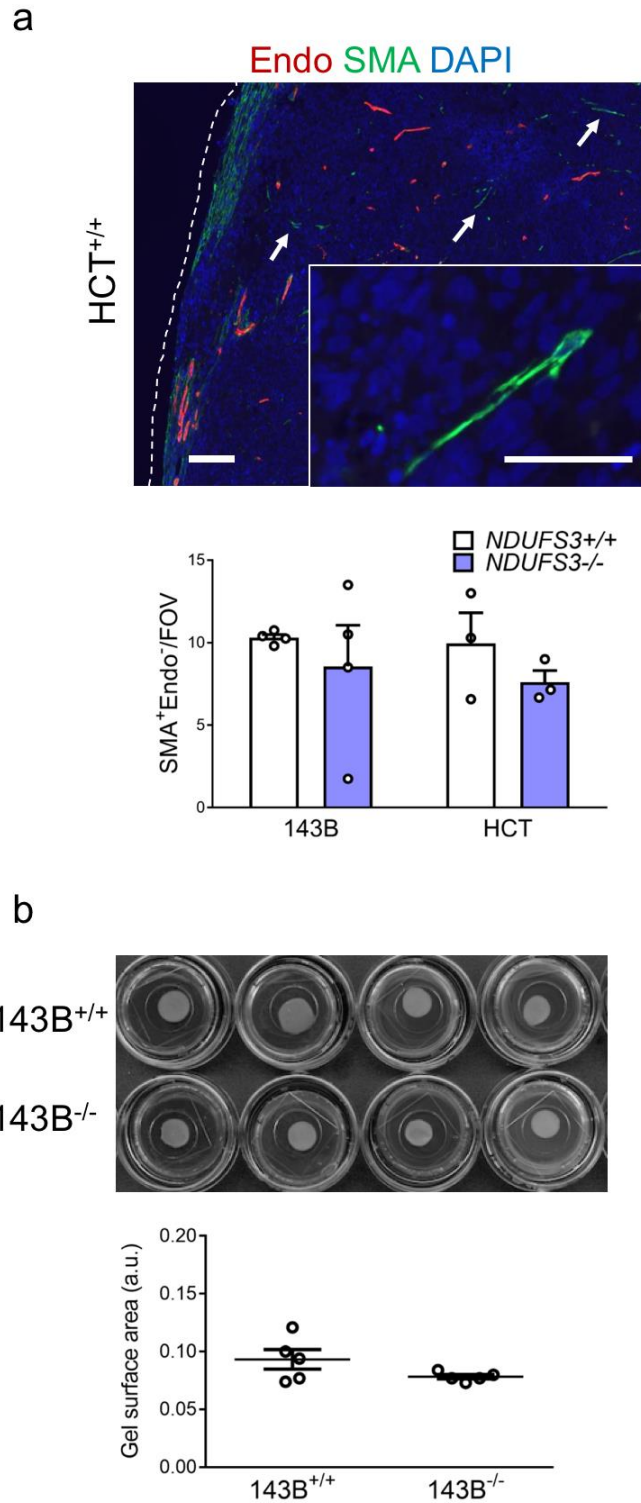 a
Endo SMA DAPI
HCT+/+
NDUFS3+/+
NDUFS3-/-
SMA+Endo-/FOV
15
10
5
0
143B HCT
b
143B+/+
143B-/-
Gel surface area (a.u.)
0.20
0.15
0.10
0.05
0.00
143B+/+ 143B-/-